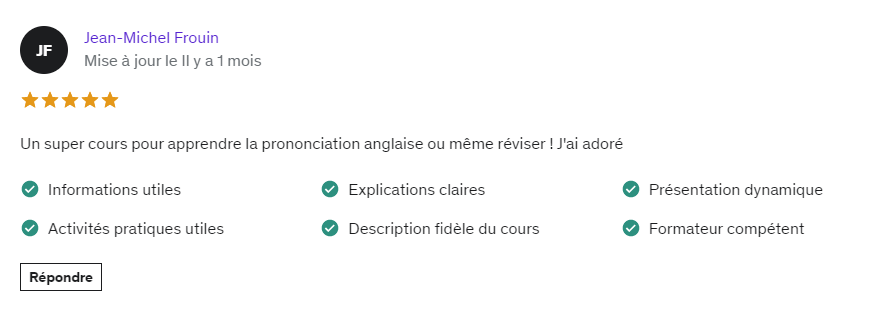 JF
Jean-Michel Frouin
Mise à jour le Il y a 1 mois
Un super cours pour apprendre la prononciation anglaise ou même réviser ! J'ai adoré
Informations utiles Explications claires Présentation dynamique
Activités pratiques utiles Description fidèle du cours Formateur compétent
Répondre